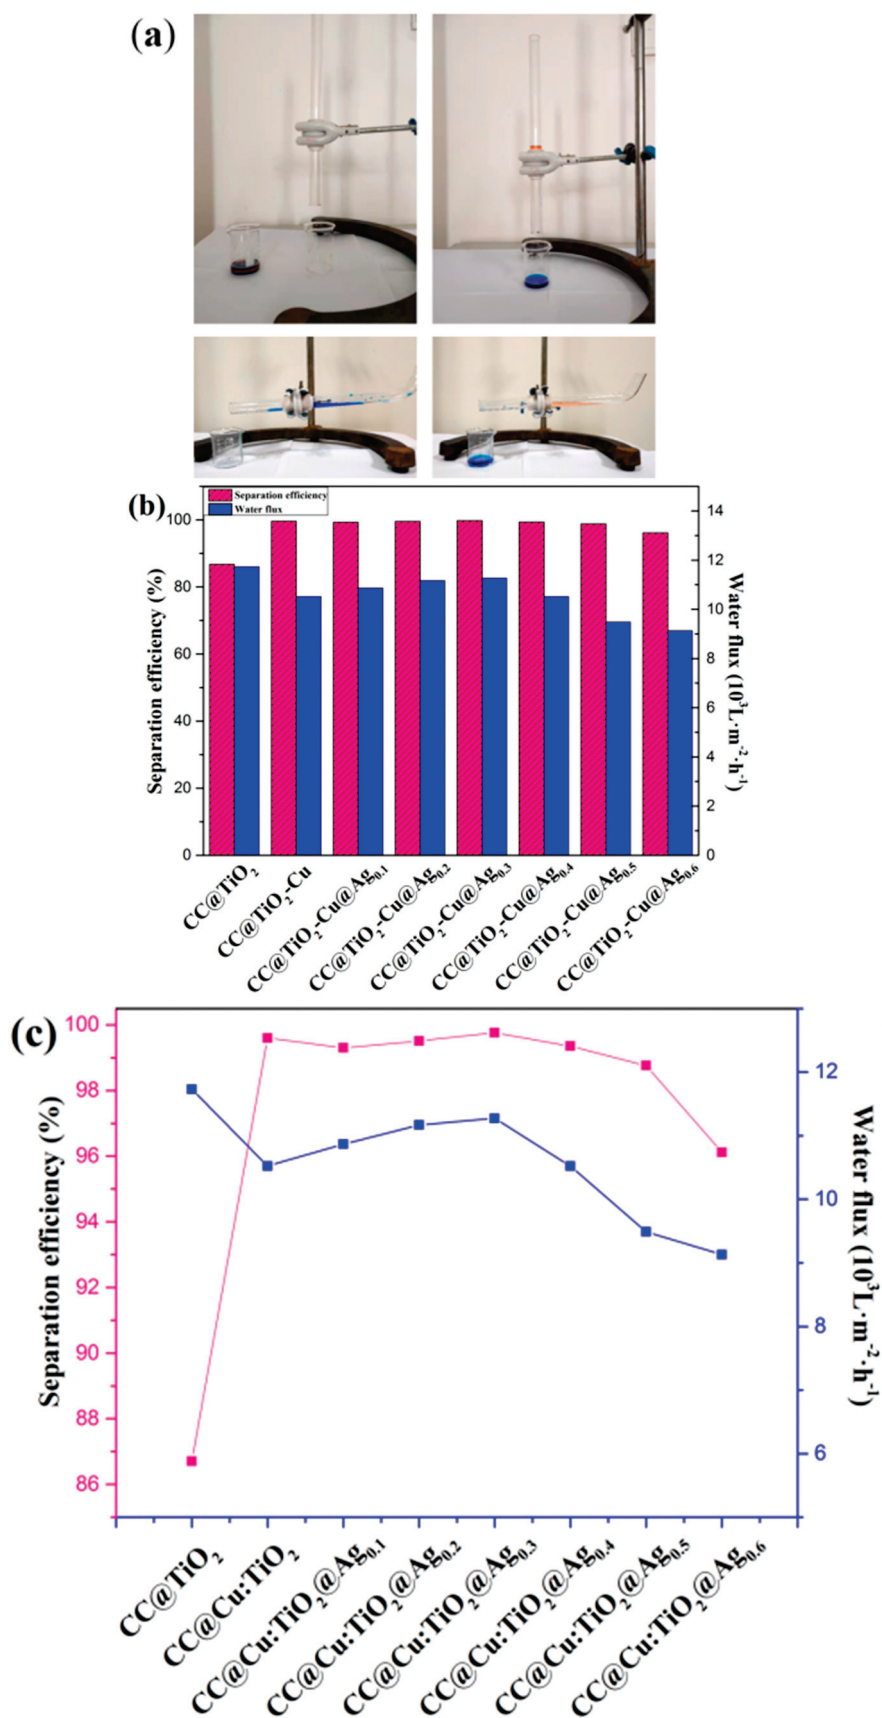 (a)
(b)
Separation efficiency
Water flux
100
80
60
40
20
0
Separation efficiency (%)
14
12
10
8
6
4
2
0
Water flux (10³L·m⁻²·h⁻¹)
CC@TiO₂
CC@TiO₂-Cu
CC@TiO₂-Cu@Ag₀.₁
CC@TiO₂-Cu@Ag₀.₂
CC@TiO₂-Cu@Ag₀.₃
CC@TiO₂-Cu@Ag₀.₄
CC@TiO₂-Cu@Ag₀.₅
CC@TiO₂-Cu@Ag₀.₆
(c)
100
98
96
94
92
90
88
86
Separation efficiency (%)
12
10
8
6
Water flux (10³L·m⁻²·h⁻¹)
CC@TiO₂
CC@Cu:TiO₂
CC@Cu:TiO₂@Ag₀.₁
CC@Cu:TiO₂@Ag₀.₂
CC@Cu:TiO₂@Ag₀.₃
CC@Cu:TiO₂@Ag₀.₄
CC@Cu:TiO₂@Ag₀.₅
CC@Cu:TiO₂@Ag₀.₆